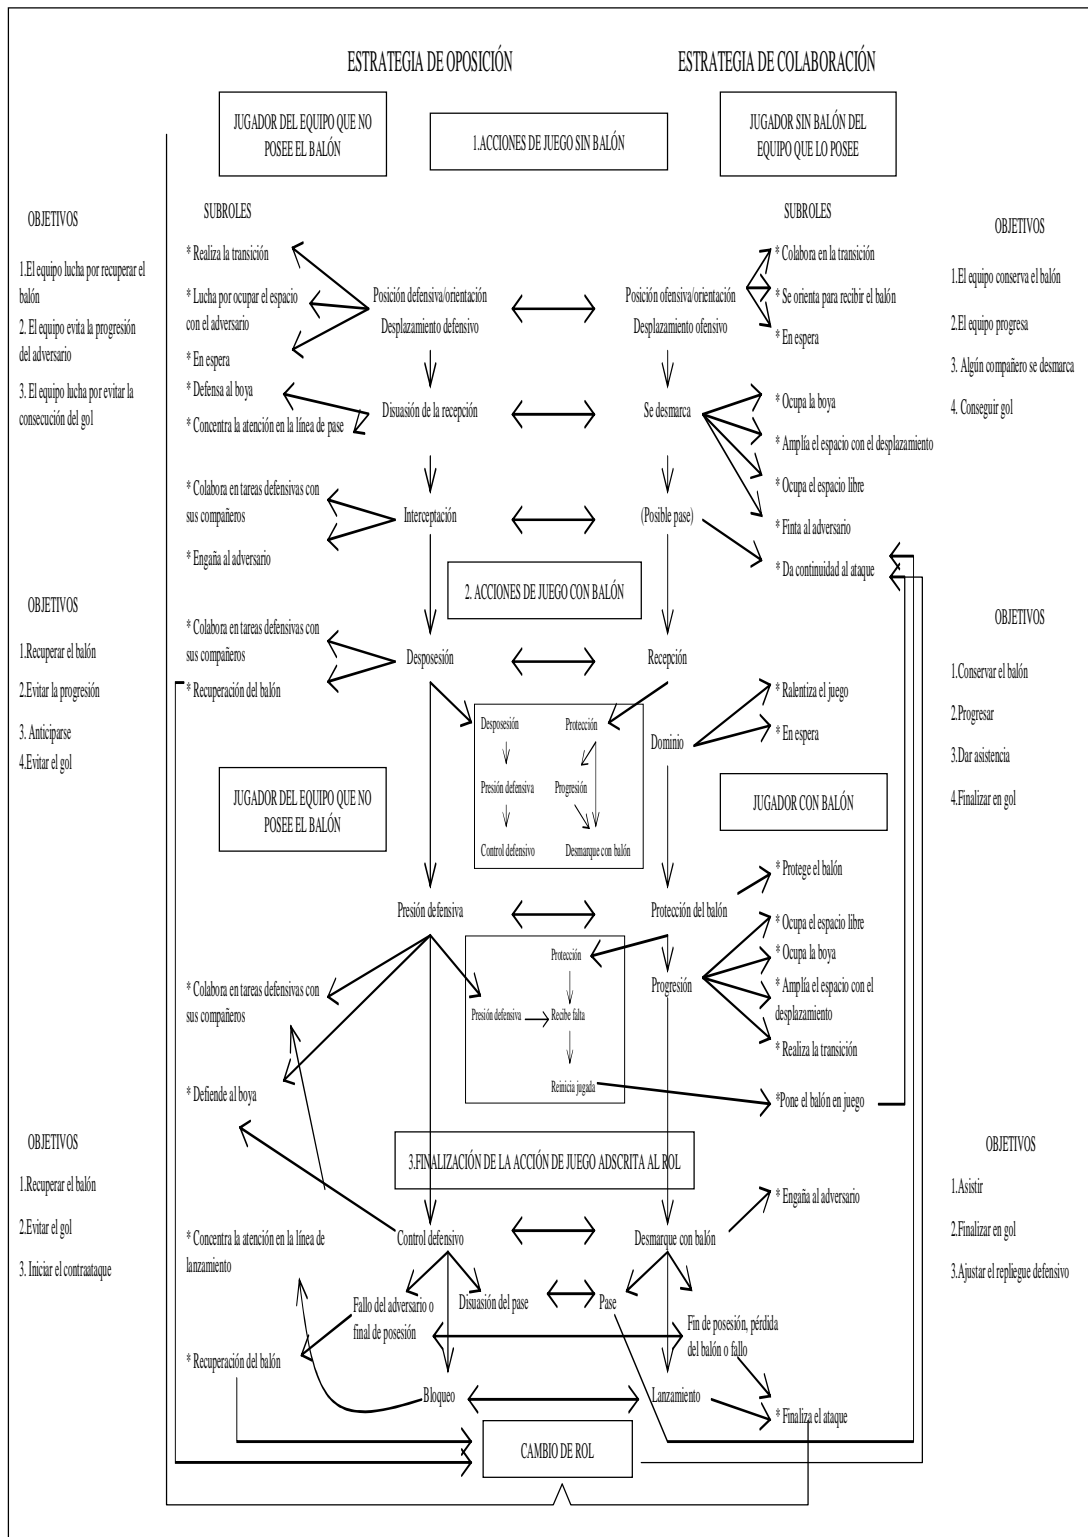 ESTRATEGIA DE OPOSICIÓN
ESTRATEGIA DE COLABORACIÓN
JUGADOR DEL EQUIPO QUE NO
POSEE EL BALÓN
1.ACCIONES DE JUEGO SIN BALÓN
JUGADOR SIN BALÓN DEL
EQUIPO QUE LO POSEE
OBJETIVOS
1.El equipo lucha por recuperar el
balón
2. El equipo evita la progresión
del adversario
3. El equipo lucha por evitar la
consecución del gol
SUBROLES
* Realiza la transición
* Lucha por ocupar el espacio
con el adversario
* En espera
* Defensa al boya
* Concentra la atención en la línea de pase
* Colabora en tareas defensivas con
sus compañeros
* Engaña al adversario
Posición defensiva/orientación
Desplazamiento defensivo
Disuasión de la recepción
Interceptación
Posición ofensiva/orientación
Desplazamiento ofensivo
Se desmarca
(Posible pase)
SUBROLES
* Colabora en la transición
* Se orienta para recibir el balón
* En espera
* Ocupa la boya
* Amplía el espacio con el desplazamiento
* Ocupa el espacio libre
* Finta al adversario
* Da continuidad al ataque
OBJETIVOS
1.El equipo conserva el balón
2.El equipo progresa
3. Algún compañero se desmarca
4. Conseguir gol
2. ACCIONES DE JUEGO CON BALÓN
OBJETIVOS
1.Recuperar el balón
2.Evitar la progresión
3. Anticiparse
4.Evitar el gol
* Colabora en tareas defensivas con
sus compañeros
* Recuperación del balón
JUGADOR DEL EQUIPO QUE NO
POSEE EL BALÓN
Desposesión
Recepción
Desposesión
Protección
Presión defensiva
Progresión
Control defensivo
Desmarque con balón
Dominio
* Ralentiza el juego
* En espera
JUGADOR CON BALÓN
OBJETIVOS
1.Conservar el balón
2.Progresar
3.Dar asistencia
4.Finalizar en gol
Presión defensiva
Protección del balón
* Protege el balón
Protección
Presión defensiva
Recibe falta
Reinicia jugada
Progresión
* Ocupa el espacio libre
* Ocupa la boya
* Amplía el espacio con el
desplazamiento
* Realiza la transición
*Pone el balón en juego
* Colabora en tareas defensivas con
sus compañeros
* Defiende al boya
3.FINALIZACIÓN DE LA ACCIÓN DE JUEGO ADSCRITA AL ROL
OBJETIVOS
1.Recuperar el balón
2.Evitar el gol
3. Iniciar el contraataque
* Concentra la atención en la línea de
lanzamiento
* Recuperación del balón
Control defensivo
Desmarque con balón
* Engaña al adversario
Fallo del adversario o
final de posesión
Disuasión del pase
Pase
Fin de posesión, pérdida
del balón o fallo
Bloqueo
Lanzamiento
* Finaliza el ataque
OBJETIVOS
1.Asistir
2.Finalizar en gol
3.Ajustar el repliegue defensivo
CAMBIO DE ROL